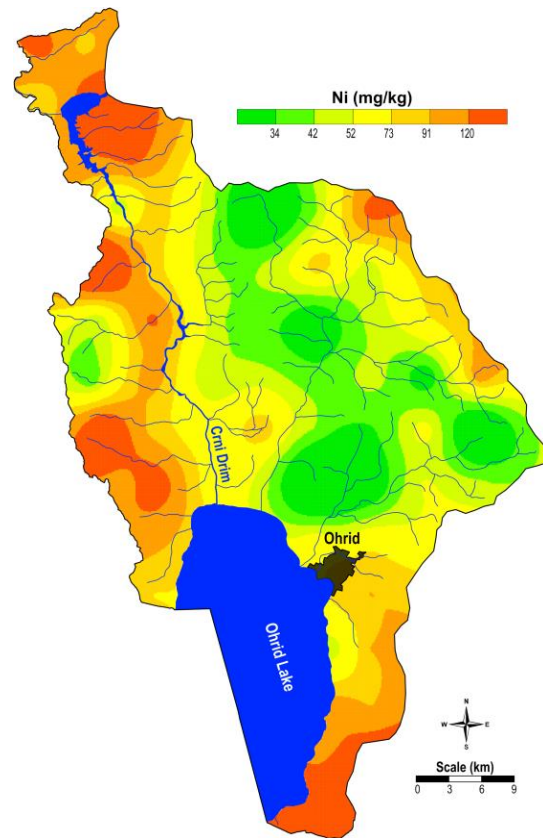 Ni (mg/kg)
34 42 52 73 91 120
Crni Drim
Ohrid
Ohrid Lake
N
W E
S
Scale (km)
0 3 6 9